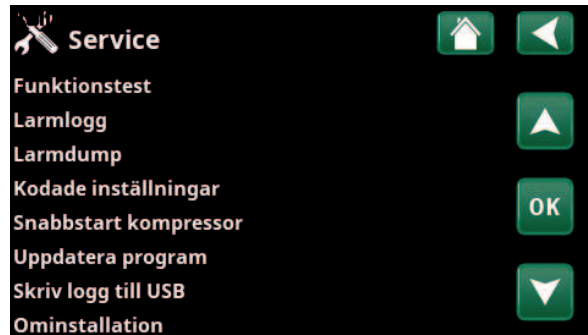 Service
Funktionstest
Larmlogg
Larmdump
Kodade inställningar
Snabbstart kompressor
OK
Uppdatera program
Skriv logg till USB
Ominstallation